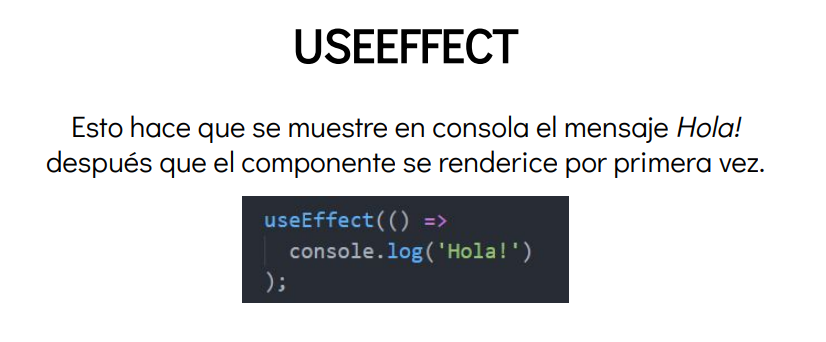 USEEFFECT
Esto hace que se muestre en consola el mensaje Hola!
después que el componente se renderice por primera vez.
useEffect(() =>
console.log('Hola!')
);